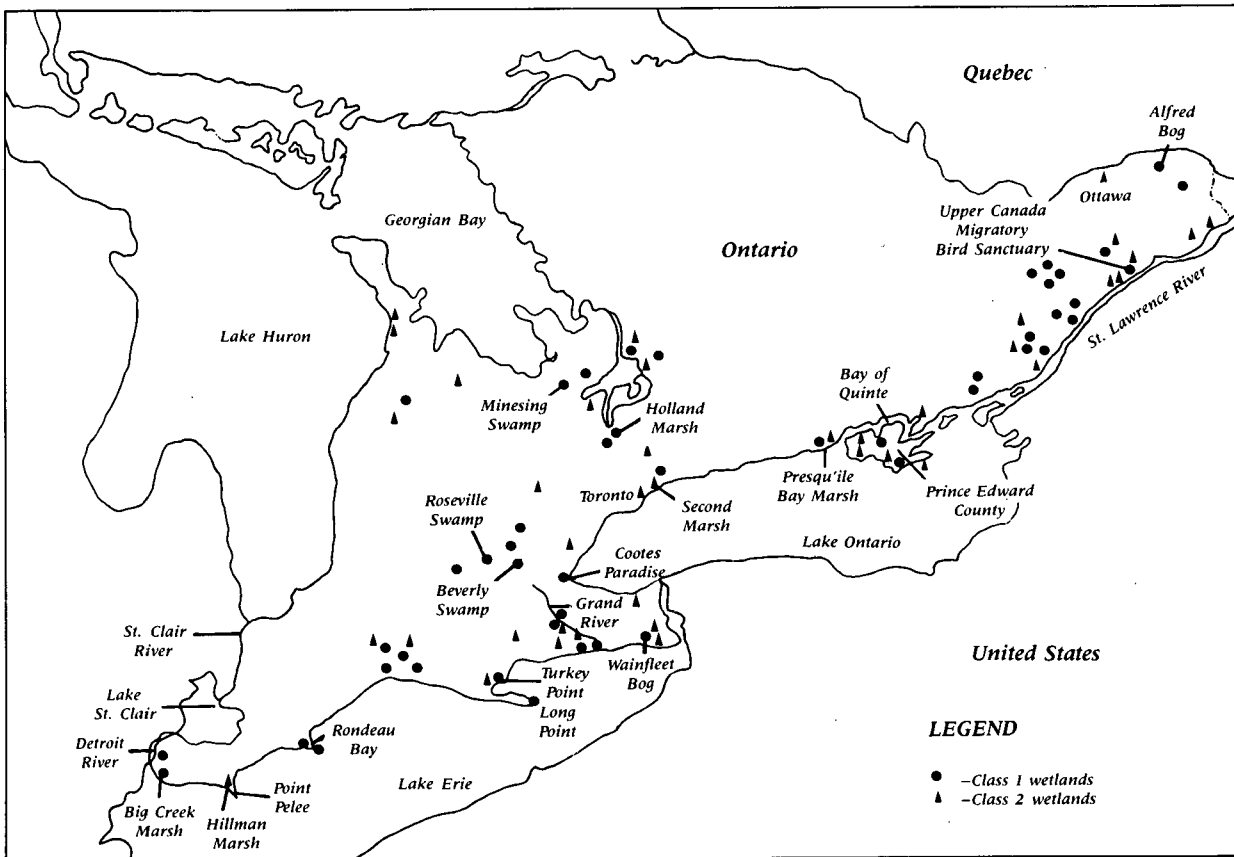 Quebec
Alfred
Bog
Ottawa
Upper Canada
Migratory
Bird Sanctuary
Georgian Bay
Ontario
St. Lawrence River
Lake Huron
Bay of
Quinte
Minesing
Swamp
Holland
Marsh
Roseville
Swamp
Toronto
Second
Marsh
Presqu'ile
Bay Marsh
Prince Edward
County
Lake Ontario
Cootes
Paradise
Beverly
Swamp
Grand
River
St. Clair
River
Wainfleet
Bog
United States
Turkey
Point
Long
Point
Lake
St. Clair
Detroit
River
Rondeau
Bay
Lake Erie
Point
Pelee
Big Creek
Marsh
Hillman
Marsh
LEGEND
–Class 1 wetlands
–Class 2 wetlands